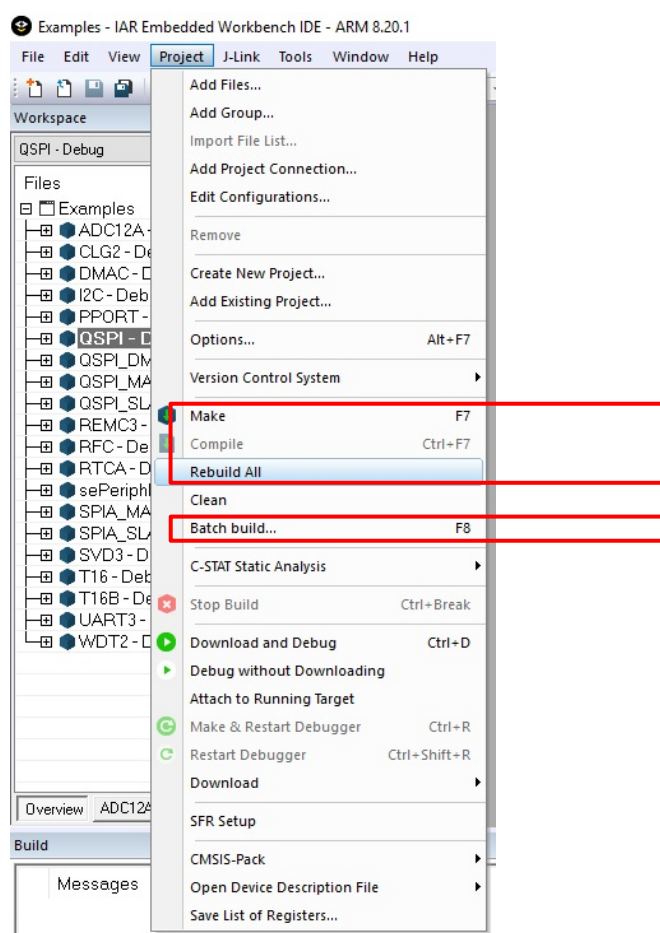 Examples - IAR Embedded Workbench IDE - ARM 8.20.1
File Edit View Project J-Link Tools Window Help
Workspace
QSPI - Debug
Files
Examples
ADC12A -
CLG2 - De
DMAC - D
I2C - Deb
PPORT -
QSPI - D
QSPI_DM
QSPI_MA
QSPI_SL
REMC3 -
RFC - De
RTCA - D
sePeriph
SPIA_MA
SPIA_SL
SVD3 - D
T16 - Deb
T16B - De
UART3 -
WDT2 - D
Overview ADC12A
Build
Messages
Add Files...
Add Group...
Import File List...
Add Project Connection...
Edit Configurations...
Remove
Create New Project...
Add Existing Project...
Options... Alt+F7
Version Control System
Make F7
Compile Ctrl+F7
Rebuild All
Clean
Batch build... F8
C-STAT Static Analysis
Stop Build Ctrl+Break
Download and Debug Ctrl+D
Debug without Downloading
Attach to Running Target
Make & Restart Debugger Ctrl+R
Restart Debugger Ctrl+Shift+R
Download
SFR Setup
CMSIS-Pack
Open Device Description File
Save List of Registers...